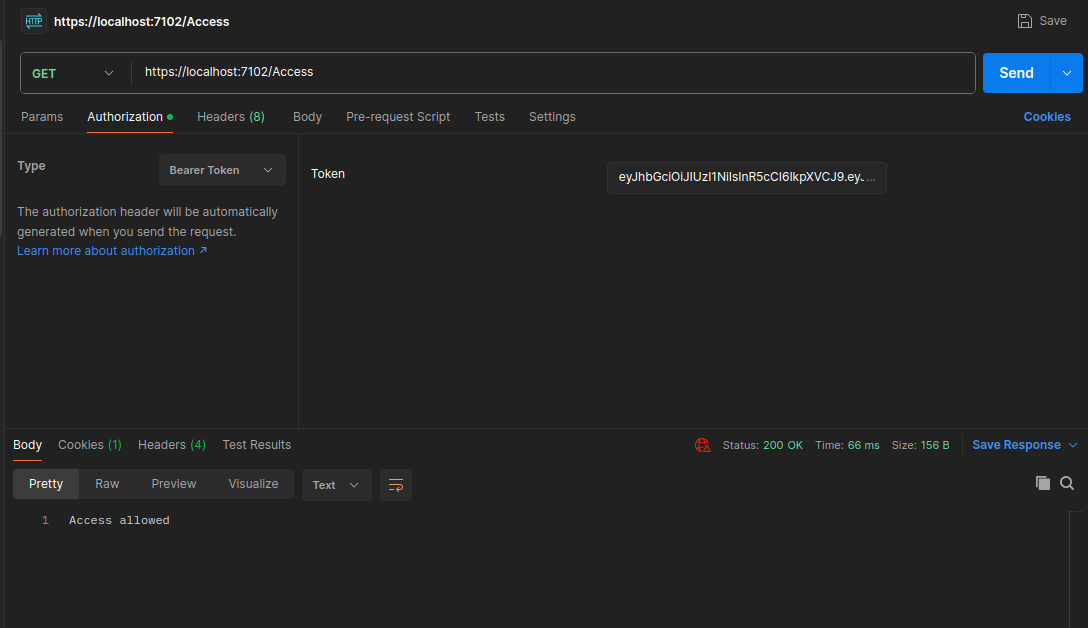 HTTP https://localhost:7102/Access Save
GET https://localhost:7102/Access Send
Params Authorization Headers (8) Body Pre-request Script Tests Settings Cookies
Type Bearer Token Token eyJhbGciOiJIUzI1NiIsInR5cCI6IkpXVCJ9.eyJ...
The authorization header will be automatically
generated when you send the request.
Learn more about authorization ↗
Body Cookies (1) Headers (4) Test Results Status: 200 OK Time: 66 ms Size: 156 B Save Response
Pretty Raw Preview Visualize Text
1 Access allowed